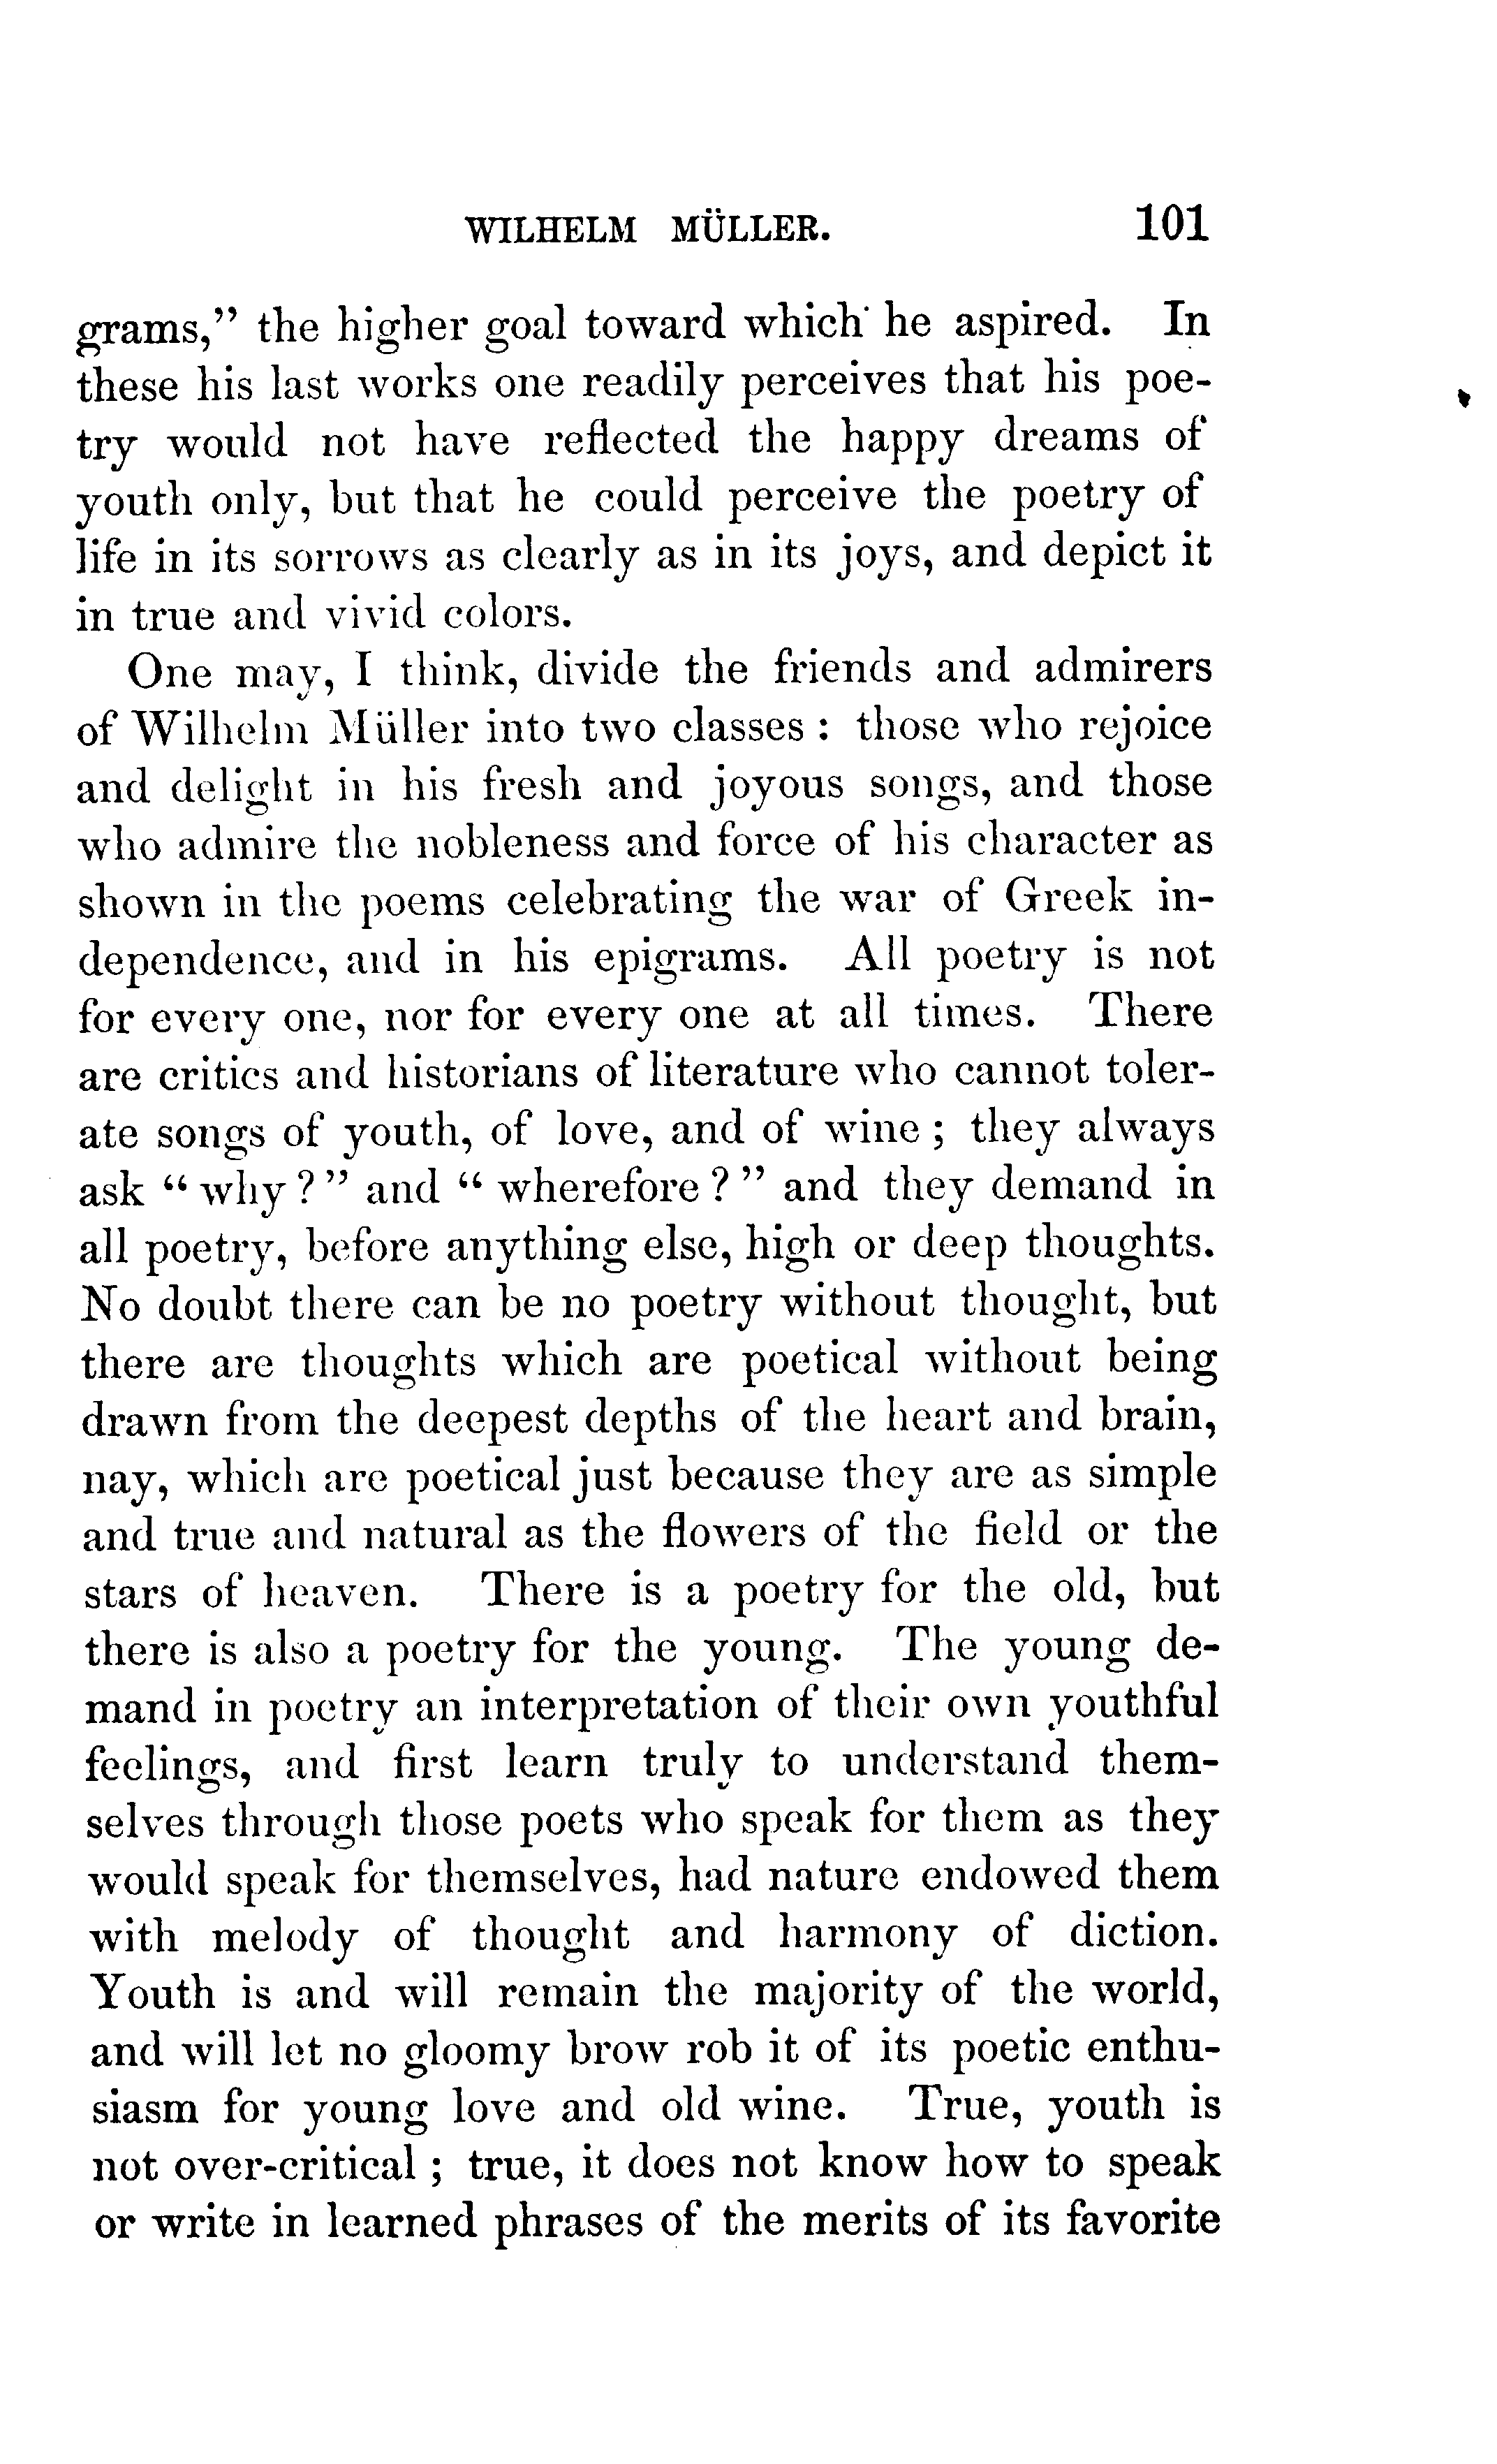 WILHELM MÜLLER. 101
grams," the higher goal toward which he aspired. In
these his last works one readily perceives that his poe-
try would not have reflected the happy dreams of
youth only, but that he could perceive the poetry of
life in its sorrows as clearly as in its joys, and depict it
in true and vivid colors.
One may, I think, divide the friends and admirers
of Wilhelm Müller into two classes : those who rejoice
and delight in his fresh and joyous songs, and those
who admire the nobleness and force of his character as
shown in the poems celebrating the war of Greek in-
dependence, and in his epigrams. All poetry is not
for every one, nor for every one at all times. There
are critics and historians of literature who cannot toler-
ate songs of youth, of love, and of wine ; they always
ask " why ? " and " wherefore ? " and they demand in
all poetry, before anything else, high or deep thoughts.
No doubt there can be no poetry without thought, but
there are thoughts which are poetical without being
drawn from the deepest depths of the heart and brain,
nay, which are poetical just because they are as simple
and true and natural as the flowers of the field or the
stars of heaven. There is a poetry for the old, but
there is also a poetry for the young. The young de-
mand in poetry an interpretation of their own youthful
feelings, and first learn truly to understand them-
selves through those poets who speak for them as they
would speak for themselves, had nature endowed them
with melody of thought and harmony of diction.
Youth is and will remain the majority of the world,
and will let no gloomy brow rob it of its poetic enthu-
siasm for young love and old wine. True, youth is
not over-critical ; true, it does not know how to speak
or write in learned phrases of the merits of its favorite